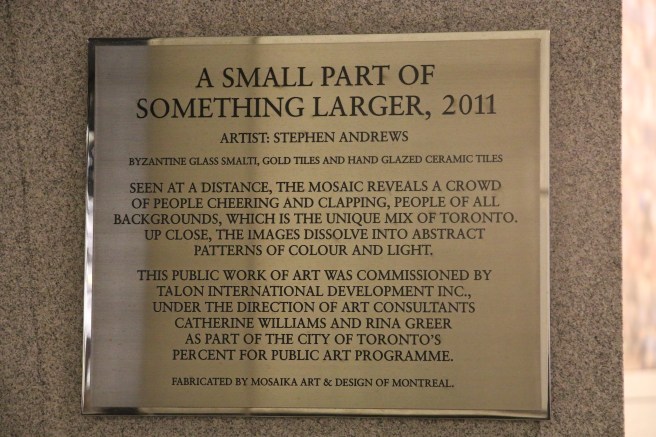 A SMALL PART OF
SOMETHING LARGER, 2011
ARTIST: STEPHEN ANDREWS
BYZANTINE GLASS SMALTI, GOLD TILES AND HAND GLAZED CERAMIC TILES
SEEN AT A DISTANCE, THE MOSAIC REVEALS A CROWD
OF PEOPLE CHEERING AND CLAPPING, PEOPLE OF ALL
BACKGROUNDS, WHICH IS THE UNIQUE MIX OF TORONTO.
UP CLOSE, THE IMAGES DISSOLVE INTO ABSTRACT
PATTERNS OF COLOUR AND LIGHT.
THIS PUBLIC WORK OF ART WAS COMMISSIONED BY
TALON INTERNATIONAL DEVELOPMENT INC.,
UNDER THE DIRECTION OF ART CONSULTANTS
CATHERINE WILLIAMS AND RINA GREER
AS PART OF THE CITY OF TORONTO'S
PERCENT FOR PUBLIC ART PROGRAMME.
FABRICATED BY MOSAIKA ART & DESIGN OF MONTREAL.